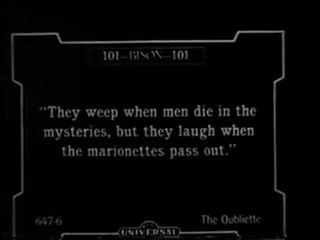 101 BISON 101
"They weep when men die in the
mysteries, but they laugh when
the marionettes pass out."
647-6
The Oubliette.
UNIVERSAL